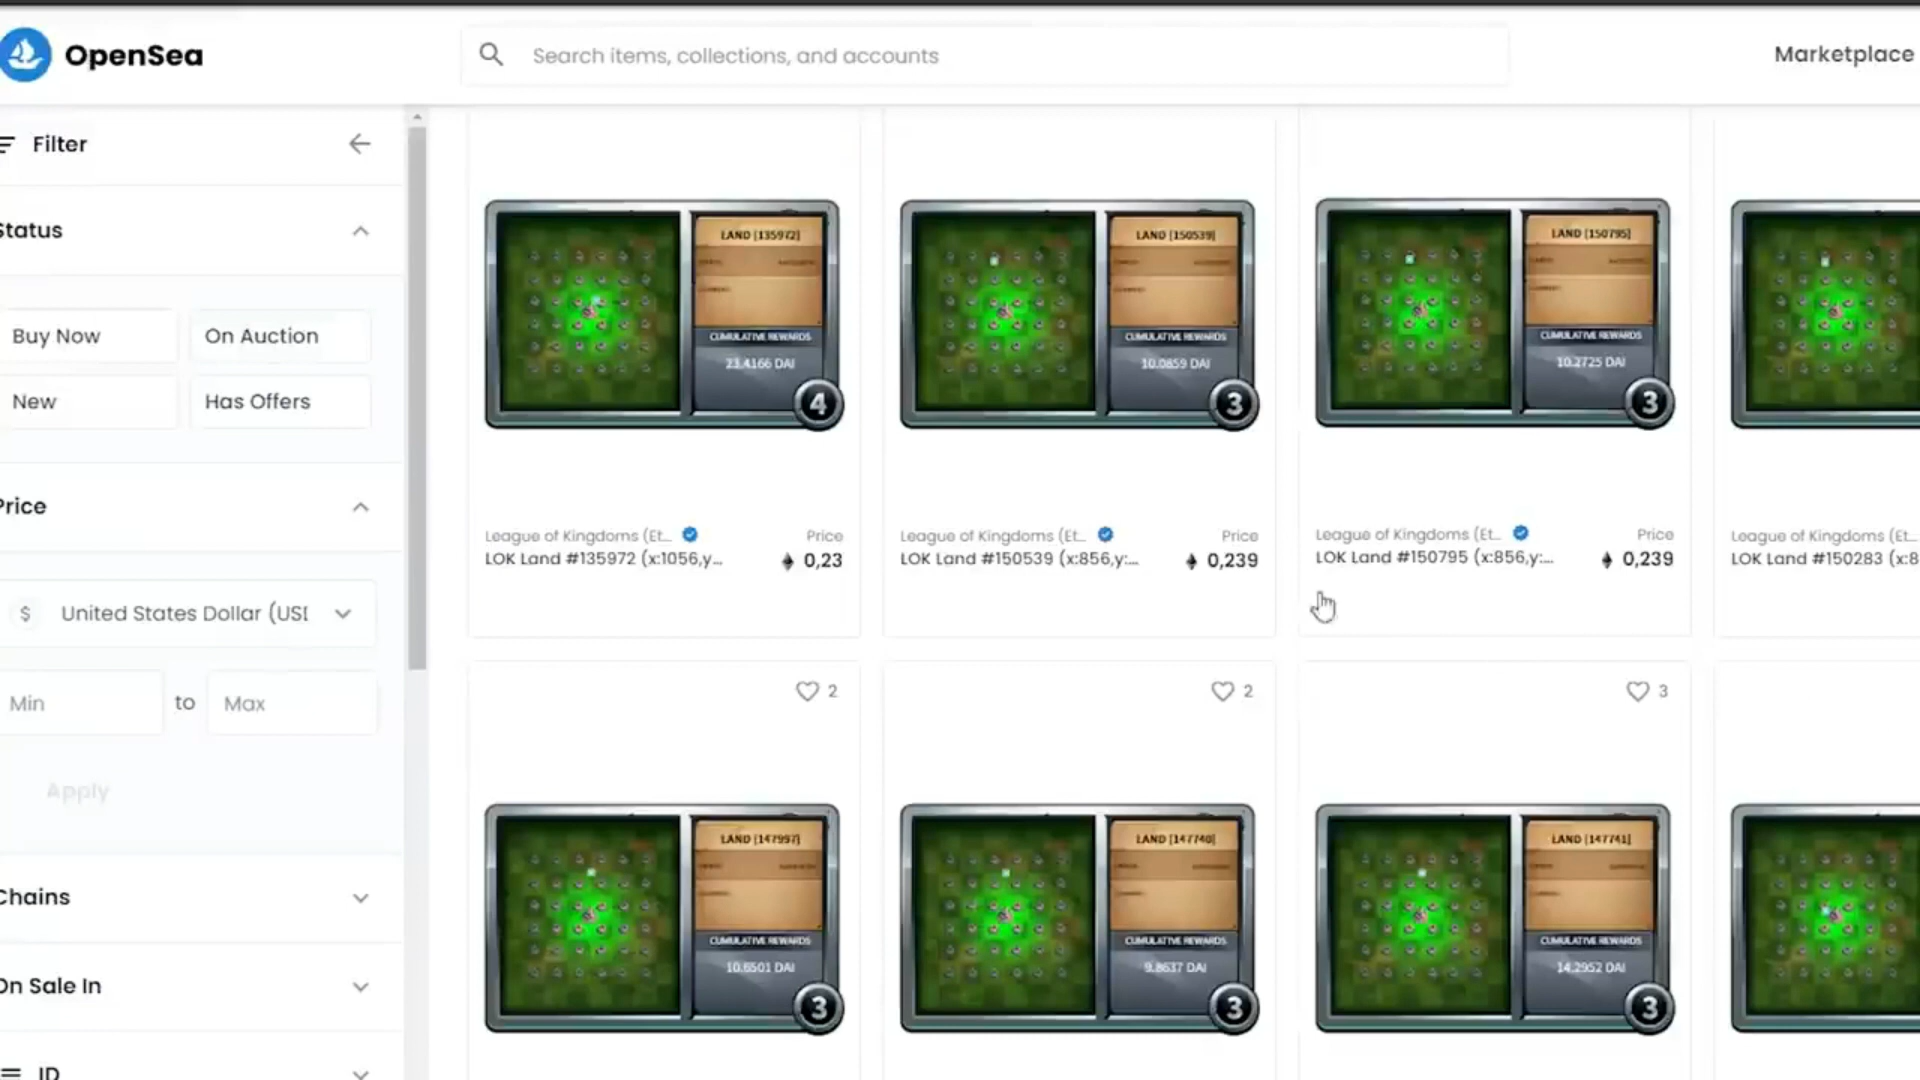 OpenSea
Search items, collections, and accounts
Marketplace
Filter
Status
Buy Now
On Auction
New
Has Offers
Price
$ United States Dollar (USD
Min
to
Max
Apply
Chains
On Sale In
ID
LAND [135972]
CUMULATIVE REWARDS
23.4166 DAI
4
League of Kingdoms (Et...
Price
LOK Land #135972 (x:1056,y...
0,23
LAND [150539]
CUMULATIVE REWARDS
10.0859 DAI
3
League of Kingdoms (Et...
Price
LOK Land #150539 (x:856,y:...
0,239
LAND [150795]
CUMULATIVE REWARDS
10.2725 DAI
3
League of Kingdoms (Et...
Price
LOK Land #150795 (x:856,y:...
0,239
League of Kingdoms (Et...
LOK Land #150283 (x:8
2
LAND [147997]
CUMULATIVE REWARDS
10.6501 DAI
3
2
LAND [147740]
CUMULATIVE REWARDS
9.8637 DAI
3
3
LAND [147741]
CUMULATIVE REWARDS
14.2952 DAI
3